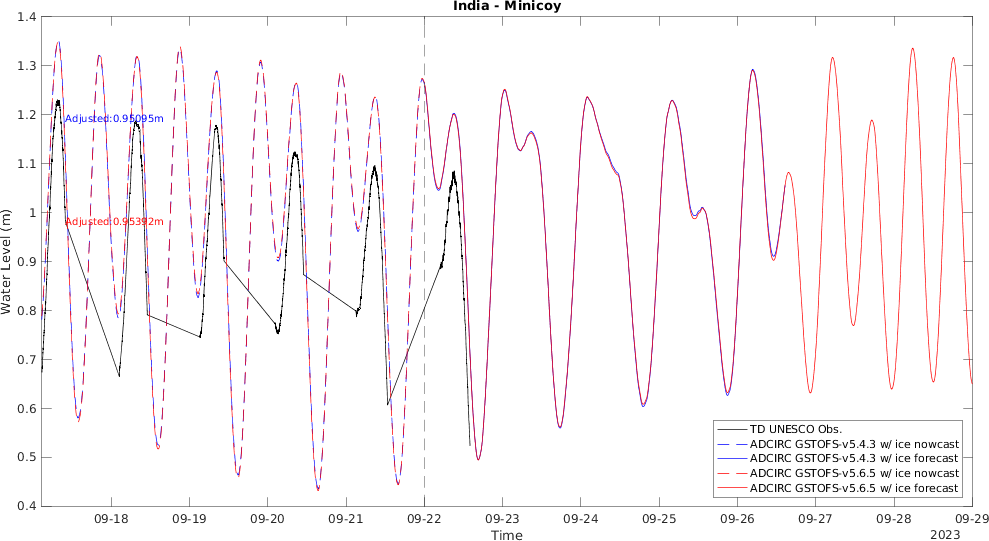 India - Minicoy
1.4
1.3
1.2
1.1
1
0.9
0.8
0.7
0.6
0.5
0.4
Water Level (m)
Adjusted:0.95095m
Adjusted:0.95392m
TD UNESCO Obs.
ADCIRC GSTOFS-v5.4.3 w/ ice nowcast
ADCIRC GSTOFS-v5.4.3 w/ ice forecast
ADCIRC GSTOFS-v5.6.5 w/ ice nowcast
ADCIRC GSTOFS-v5.6.5 w/ ice forecast
09-18 09-19 09-20 09-21 09-22 09-23 09-24 09-25 09-26 09-27 09-28 09-29
Time
2023